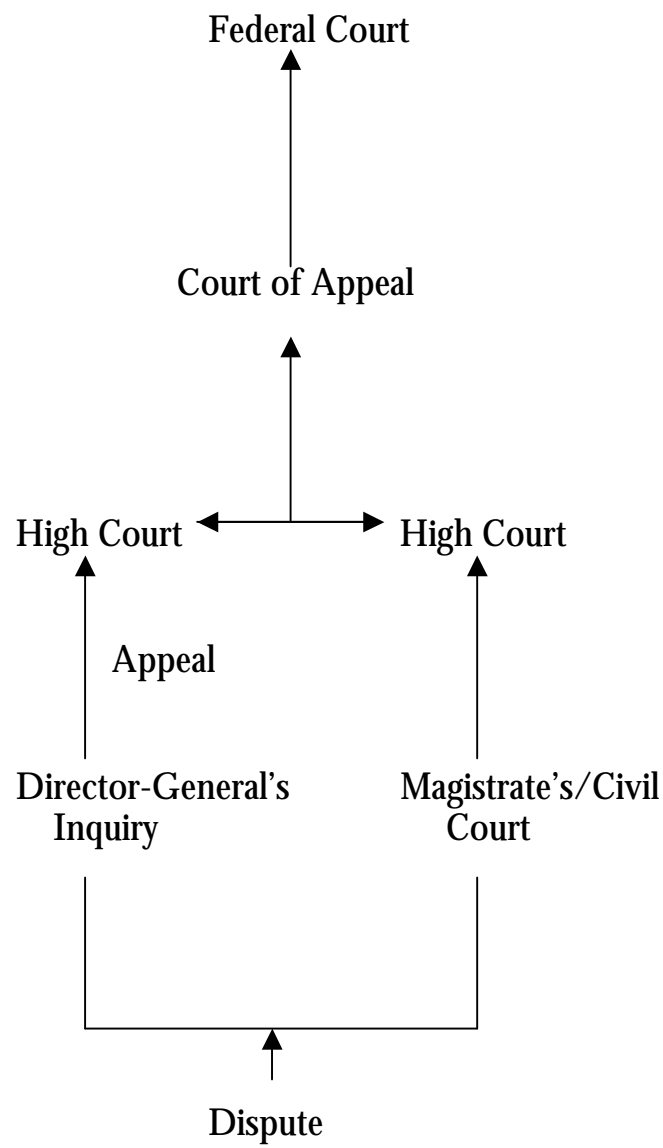 Federal Court
Court of Appeal
High Court
High Court
Appeal
Director-General's
Inquiry
Magistrate's/Civil
Court
Dispute